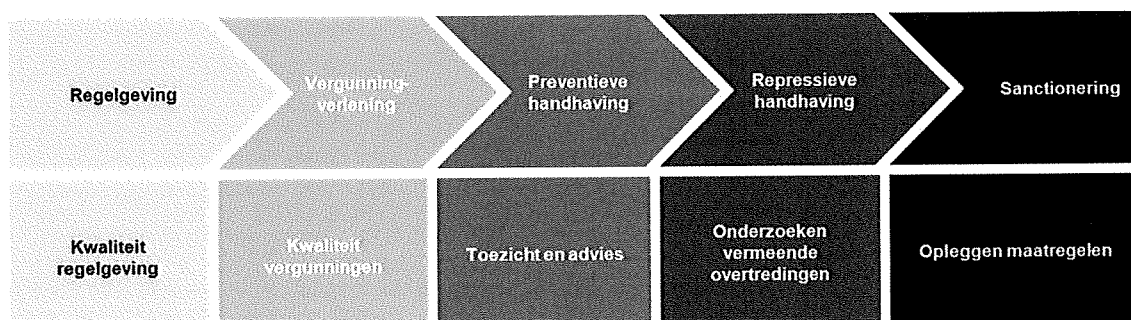 Regelgeving
Vergunning-
verlening
Preventieve
handhaving
Repressieve
handhaving
Sanctionering
Kwaliteit
regelgeving
Kwaliteit
vergunningen
Toezicht en advies
Onderzoeken
vermeende
overtredingen
Opleggen maatregelen